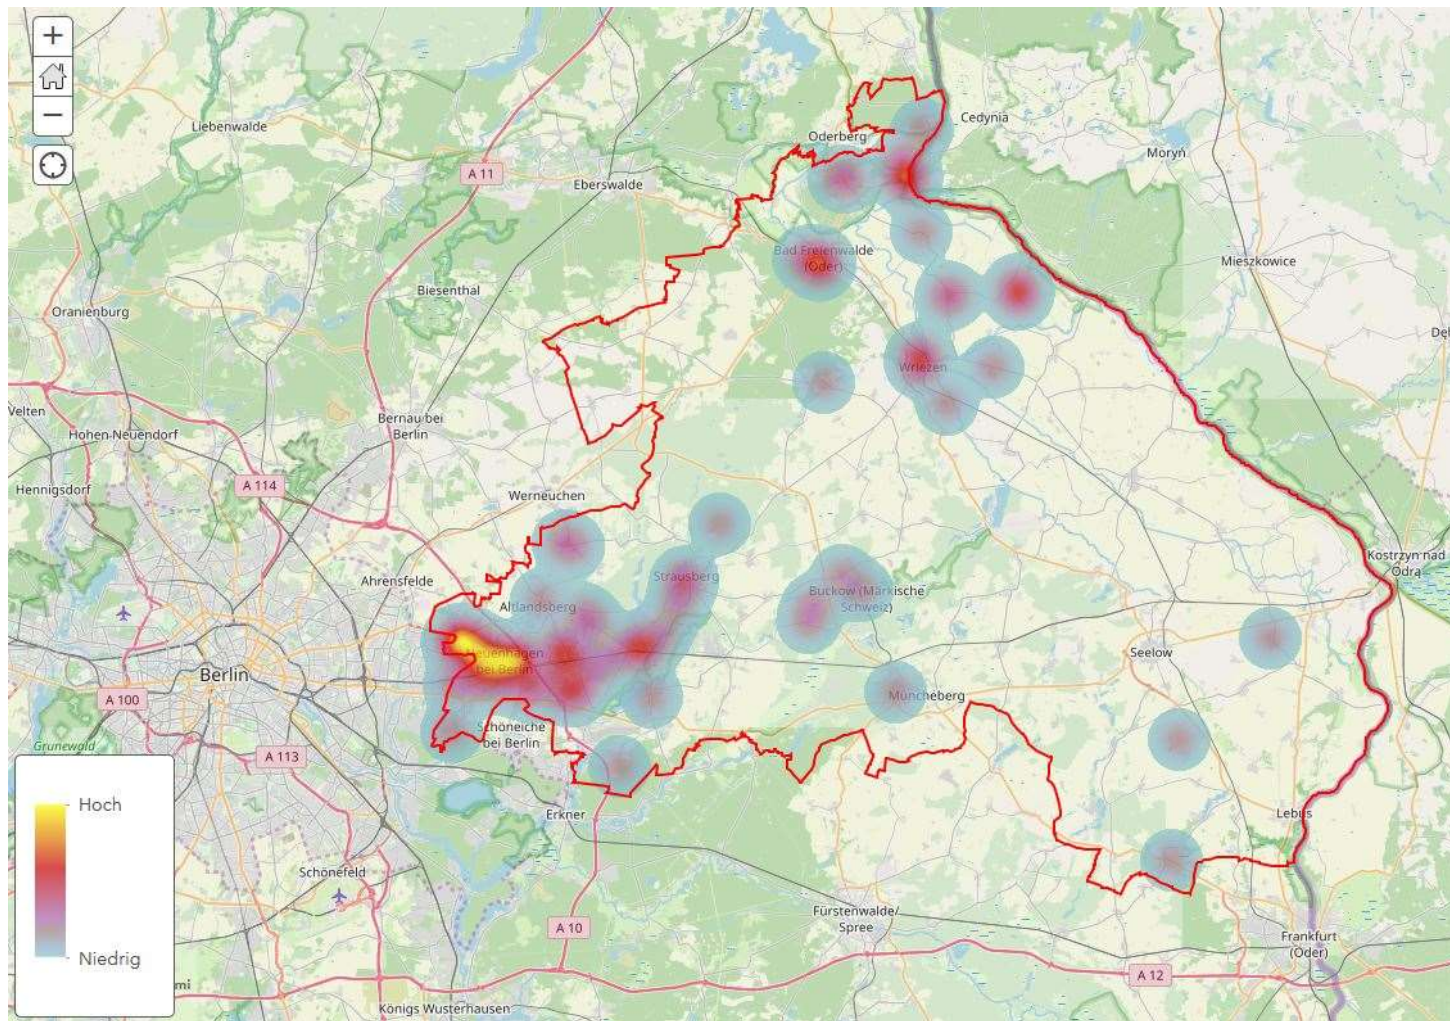 +
−
Liebenwalde
Oderberg
Cedynia
Moryń
A 11
Eberswalde
Bad Freienwalde
(Oder)
Mieszkowice
Biesenthal
Oranienburg
Wriezen
Velten
Bernau bei
Berlin
Hohen Neuendorf
Hennigsdorf
A 114
Werneuchen
Kostrzyn nad
Odrą
Ahrensfelde
Strausberg
Altlandsberg
Buckow (Märkische
Schweiz)
Neuenhagen
bei Berlin
Seelow
Berlin
A 100
Müncheberg
Grunewald
Schöneiche
bei Berlin
A 113
Hoch
Erkner
Lebus
Schönefeld
Fürstenwalde/
Spree
A 10
Frankfurt
(Oder)
Niedrig
A 12
Königs Wusterhausen